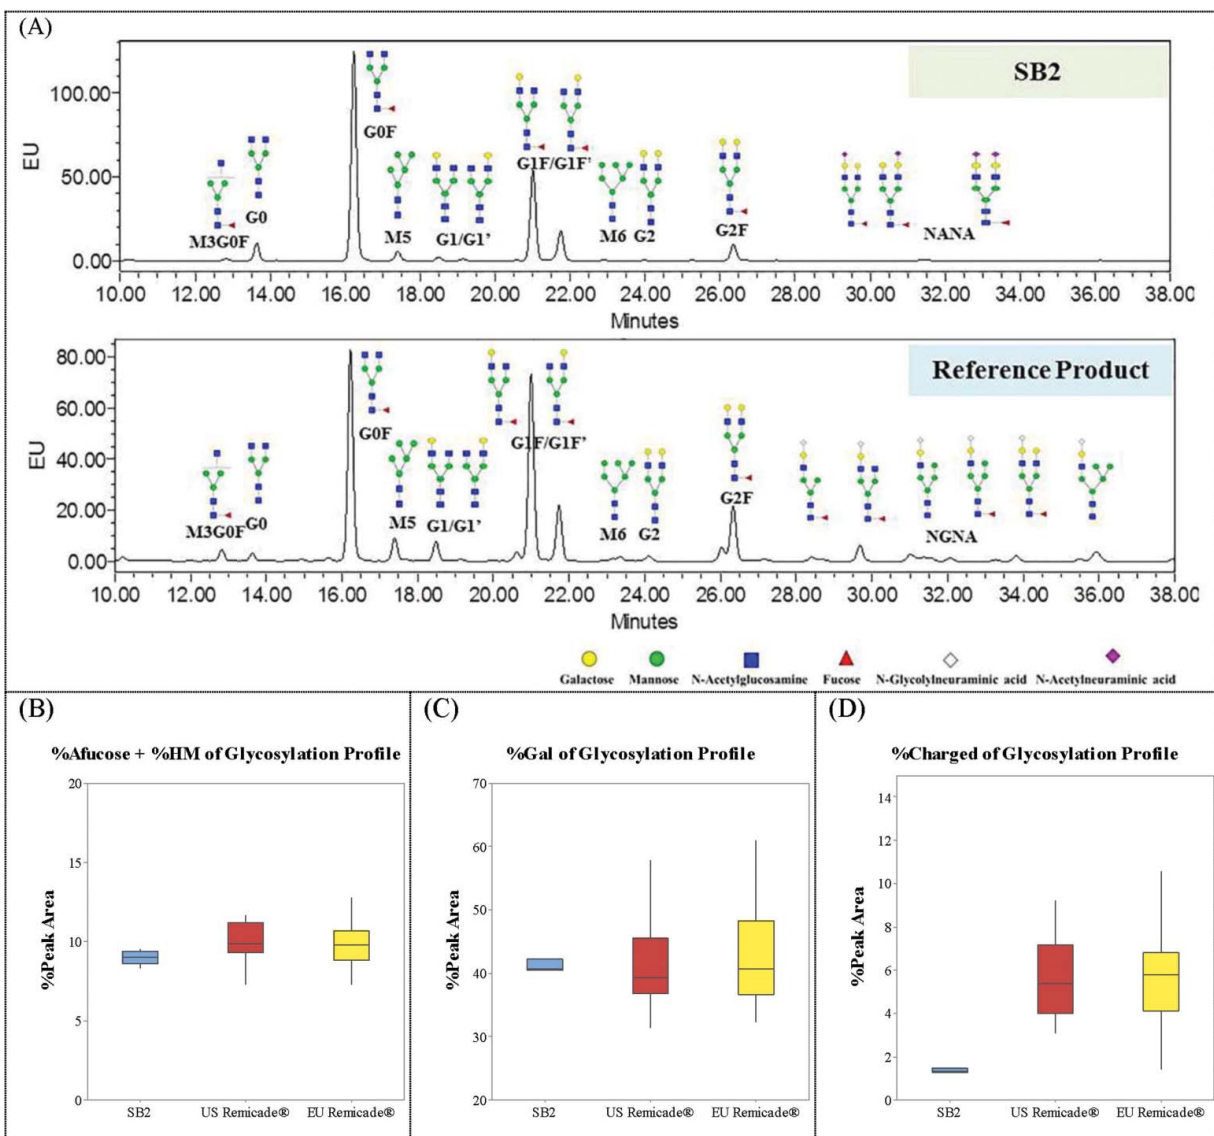 (A)
SB2
EU
100.00
50.00
0.00
M3G0F
G0
G0F
M5
G1/G1’
G1F/G1F’
M6
G2
G2F
NANA
10.00 12.00 14.00 16.00 18.00 20.00 22.00 24.00 26.00 28.00 30.00 32.00 34.00 36.00 38.00
Minutes
Reference Product
EU
80.00
60.00
40.00
20.00
0.00
M3G0F
G0
G0F
M5
G1/G1’
G1F/G1F’
M6
G2
G2F
NGNA
10.00 12.00 14.00 16.00 18.00 20.00 22.00 24.00 26.00 28.00 30.00 32.00 34.00 36.00 38.00
Minutes
Galactose Mannose N-Acetylglucosamine Fucose N-Glycolylneuraminic acid N-Acetylneuraminic acid
(B)
%Afucose + %HM of Glycosylation Profile
%Peak Area
20
15
10
5
0
SB2 US Remicade® EU Remicade®
(C)
%Gal of Glycosylation Profile
%Peak Area
70
60
50
40
30
20
SB2 US Remicade® EU Remicade®
(D)
%Charged of Glycosylation Profile
%Peak Area
14
12
10
8
6
4
2
0
SB2 US Remicade® EU Remicade®